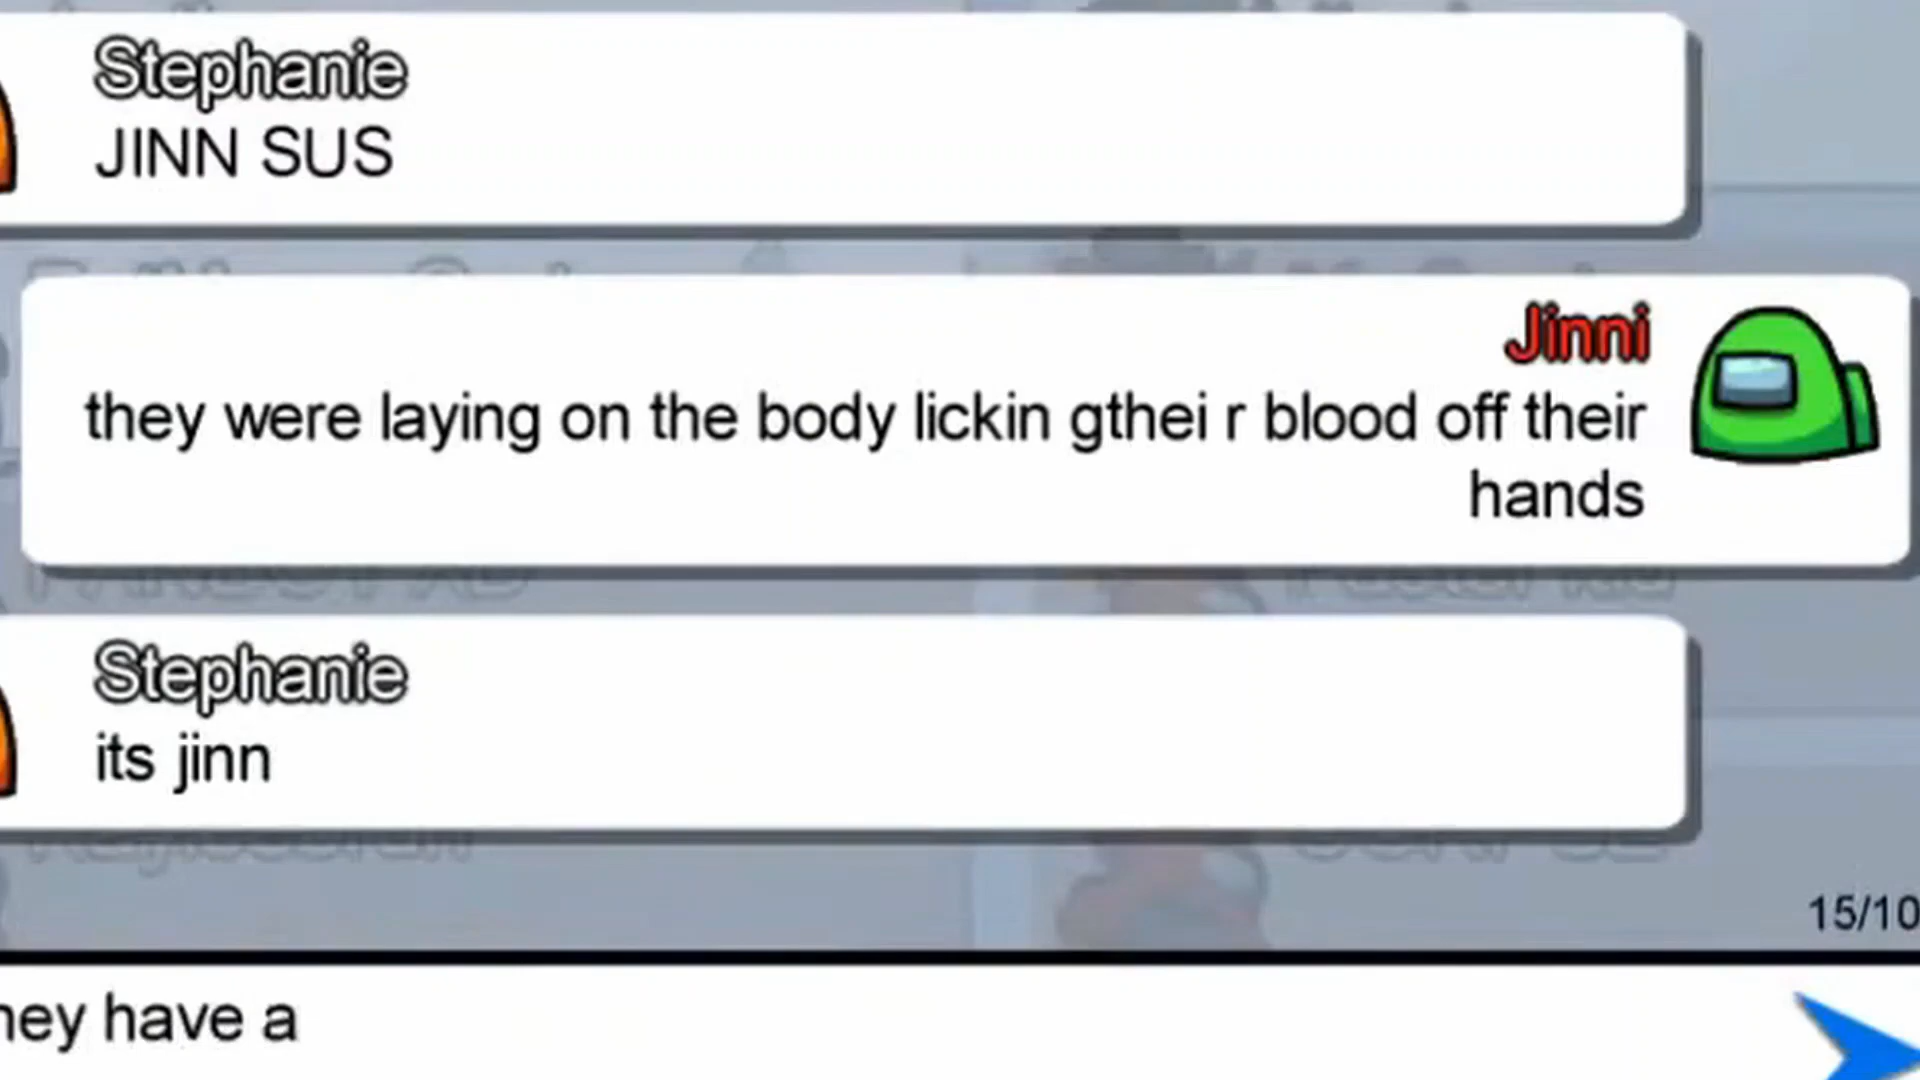 Stephanie
JINN SUS
Jinni
they were laying on the body lickin gthei r blood off their
hands
Stephanie
its jinn
15/10
hey have a